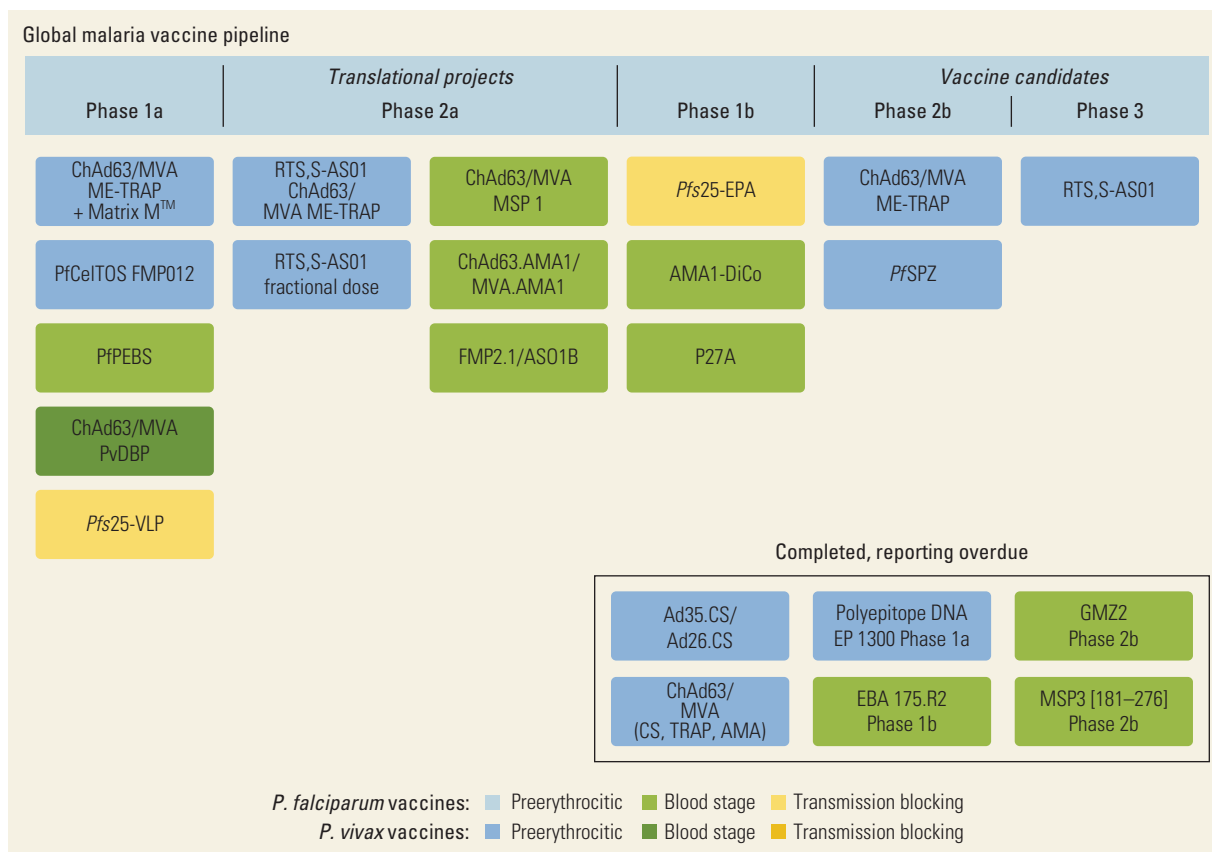 Global malaria vaccine pipeline
Translational projects
Vaccine candidates
Phase 1a
Phase 2a
Phase 1b
Phase 2b
Phase 3
ChAd63/MVA
ME-TRAP
+ Matrix M™
RTS,S-AS01
ChAd63/
MVA ME-TRAP
ChAd63/MVA
MSP 1
Pfs25-EPA
ChAd63/MVA
ME-TRAP
RTS,S-AS01
PfCelTOS FMP012
RTS,S-AS01
fractional dose
ChAd63.AMA1/
MVA.AMA1
AMA1-DiCo
PfSPZ
PfPEBS
FMP2.1/ASO1B
P27A
ChAd63/MVA
PvDBP
Pfs25-VLP
Completed, reporting overdue
Ad35.CS/
Ad26.CS
Polyepitope DNA
EP 1300 Phase 1a
GMZ2
Phase 2b
ChAd63/
MVA
(CS, TRAP, AMA)
EBA 175.R2
Phase 1b
MSP3 [181–276]
Phase 2b
P. falciparum vaccines: Preerythrocitic Blood stage Transmission blocking
P. vivax vaccines: Preerythrocitic Blood stage Transmission blocking